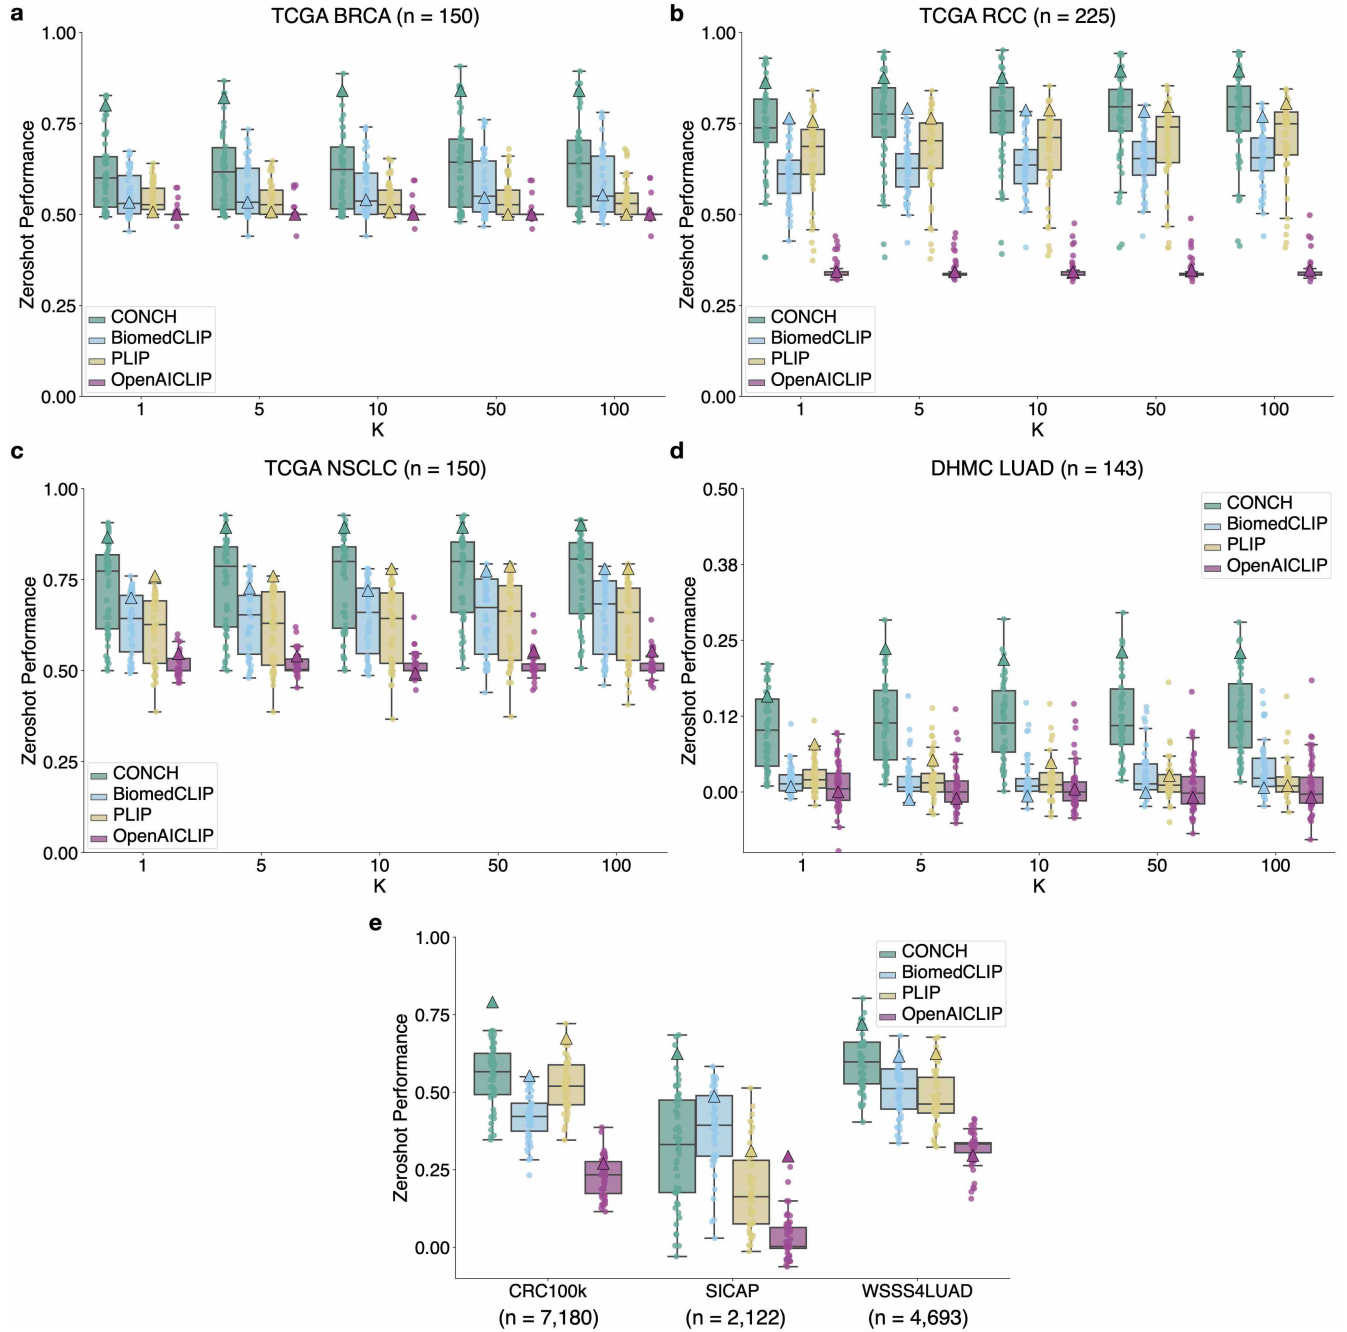 a
TCGA BRCA (n = 150)
1.00
0.75
0.50
0.25
0.00
Zeroshot Performance
CONCH
BiomedCLIP
PLIP
OpenAICLIP
1 5 10 50 100
K
b
TCGA RCC (n = 225)
1.00
0.75
0.50
0.25
0.00
Zeroshot Performance
CONCH
BiomedCLIP
PLIP
OpenAICLIP
1 5 10 50 100
K
c
TCGA NSCLC (n = 150)
1.00
0.75
0.50
0.25
0.00
Zeroshot Performance
CONCH
BiomedCLIP
PLIP
OpenAICLIP
1 5 10 50 100
K
d
DHMC LUAD (n = 143)
0.50
0.38
0.25
0.12
0.00
Zeroshot Performance
CONCH
BiomedCLIP
PLIP
OpenAICLIP
1 5 10 50 100
K
e
1.00
0.75
0.50
0.25
0.00
Zeroshot Performance
CONCH
BiomedCLIP
PLIP
OpenAICLIP
CRC100k SICAP WSSS4LUAD
(n = 7,180) (n = 2,122) (n = 4,693)